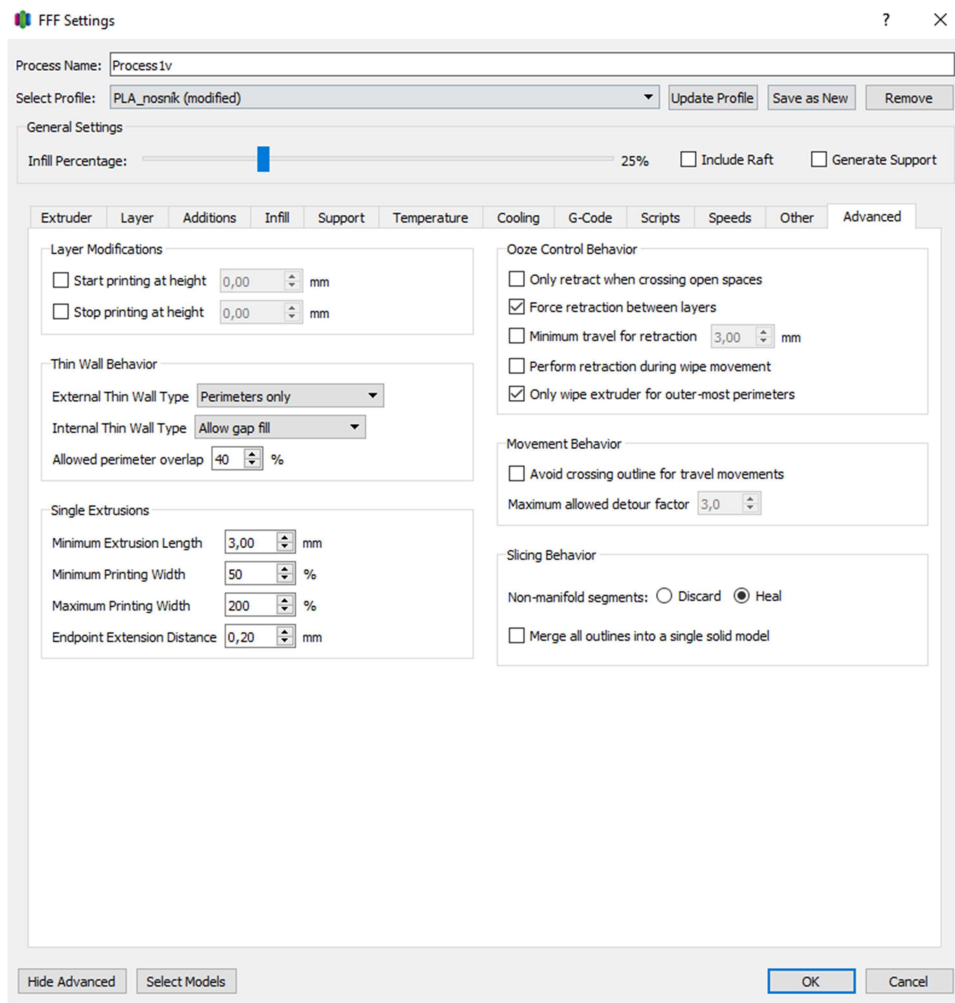 FFF Settings
?
Process Name: Process1v
Select Profile: PLA_nosník (modified) Update Profile Save as New Remove
General Settings
Infill Percentage: 25% Include Raft Generate Support
Extruder Layer Additions Infill Support Temperature Cooling G-Code Scripts Speeds Other Advanced
Layer Modifications
Start printing at height 0,00 mm
Stop printing at height 0,00 mm
Thin Wall Behavior
External Thin Wall Type Perimeters only
Internal Thin Wall Type Allow gap fill
Allowed perimeter overlap 40 %
Single Extrusions
Minimum Extrusion Length 3,00 mm
Minimum Printing Width 50 %
Maximum Printing Width 200 %
Endpoint Extension Distance 0,20 mm
Ooze Control Behavior
Only retract when crossing open spaces
Force retraction between layers
Minimum travel for retraction 3,00 mm
Perform retraction during wipe movement
Only wipe extruder for outer-most perimeters
Movement Behavior
Avoid crossing outline for travel movements
Maximum allowed detour factor 3,0
Slicing Behavior
Non-manifold segments: Discard Heal
Merge all outlines into a single solid model
Hide Advanced Select Models OK Cancel